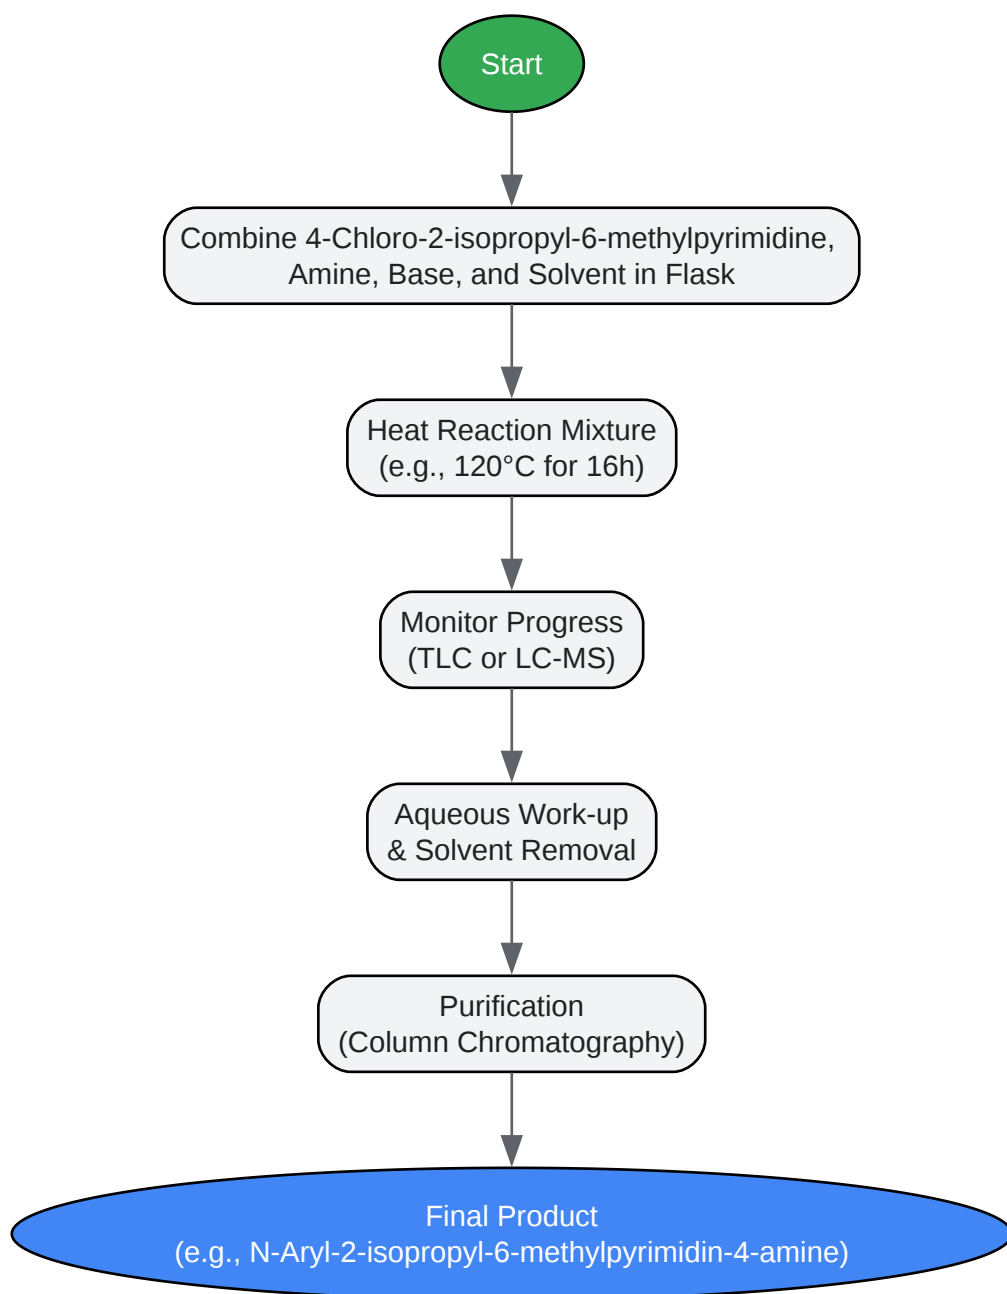 Start
Combine 4-Chloro-2-isopropyl-6-methylpyrimidine,
Amine, Base, and Solvent in Flask
Heat Reaction Mixture
(e.g., 120°C for 16h)
Monitor Progress
(TLC or LC-MS)
Aqueous Work-up
& Solvent Removal
Purification
(Column Chromatography)
Final Product
(e.g., N-Aryl-2-isopropyl-6-methylpyrimidin-4-amine)